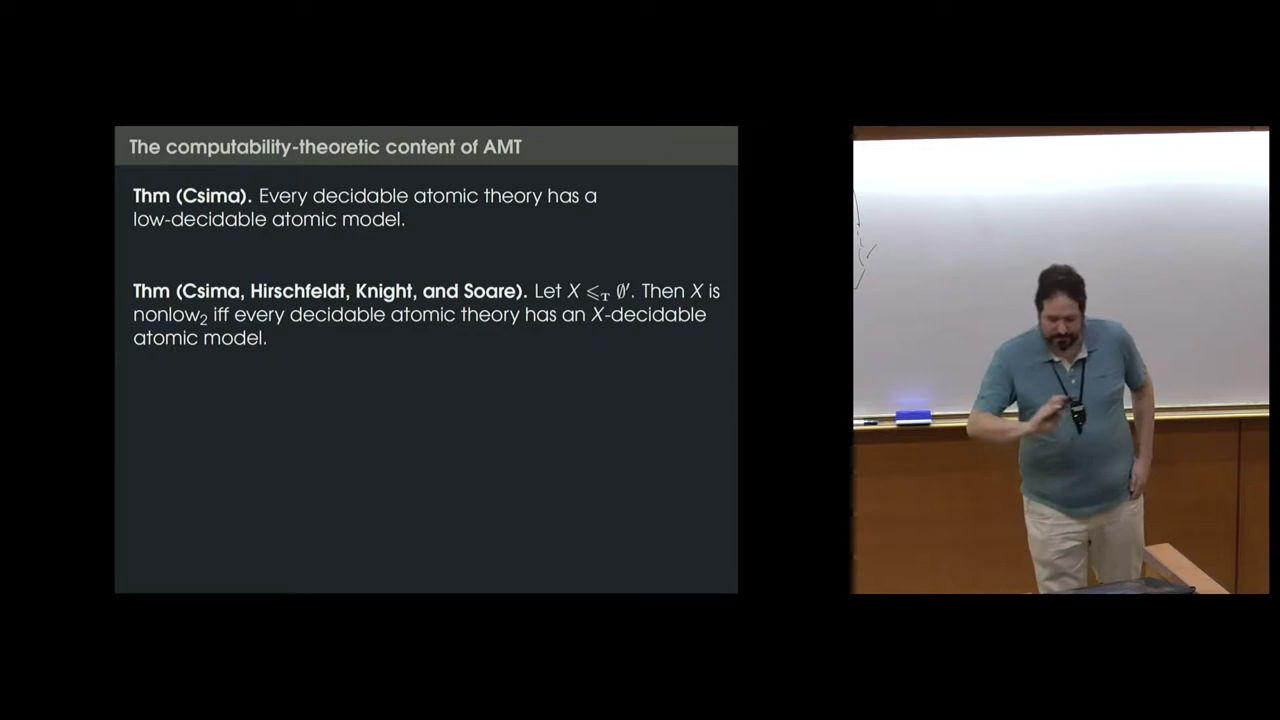 The computability-theoretic content of AMT
Thm (Csima). Every decidable atomic theory has a
low-decidable atomic model.
Thm (Csima, Hirschfeldt, Knight, and Soare). Let X ⩽ᴛ ∅′. Then X is
nonlow₂ iff every decidable atomic theory has an X-decidable
atomic model.